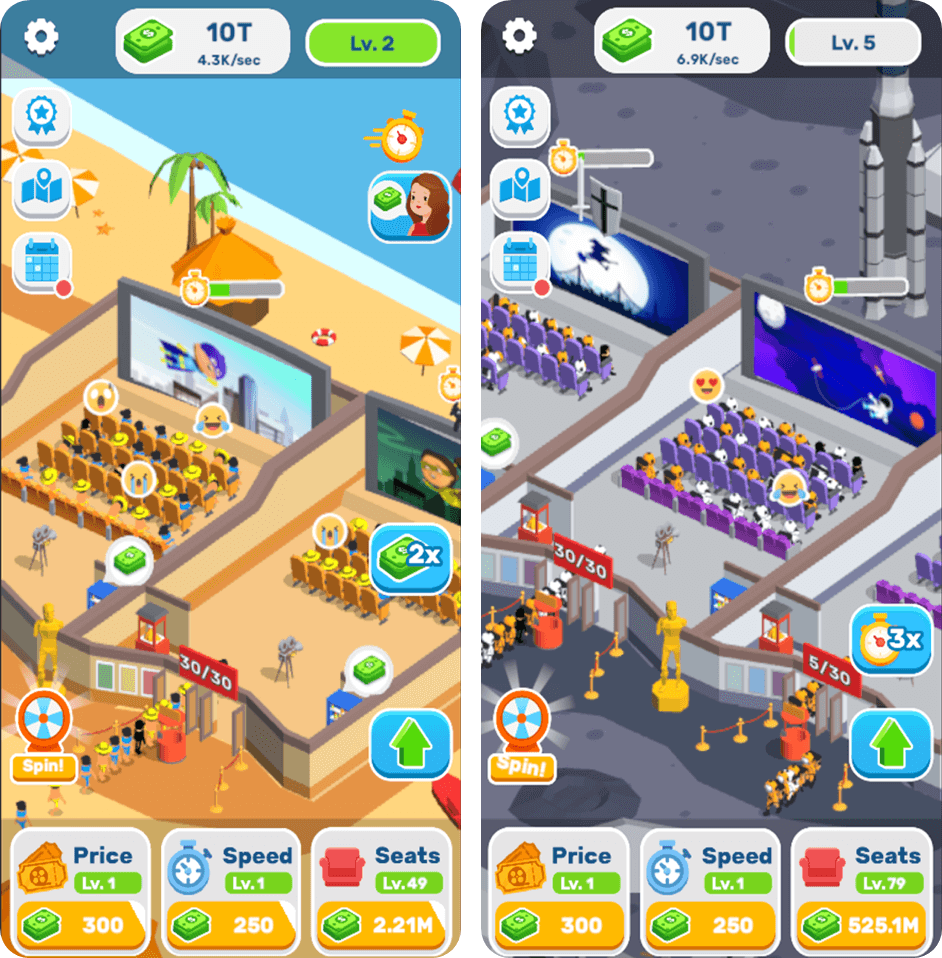 10T
4.3K/sec
Lv. 2
2x
30/30
Spin!
Price
Lv. 1
300
Speed
Lv. 1
250
Seats
Lv. 49
2.21M
10T
6.9K/sec
Lv. 5
30/30
3x
5/30
Spin!
Price
Lv. 1
300
Speed
Lv. 1
250
Seats
Lv. 79
525.1M